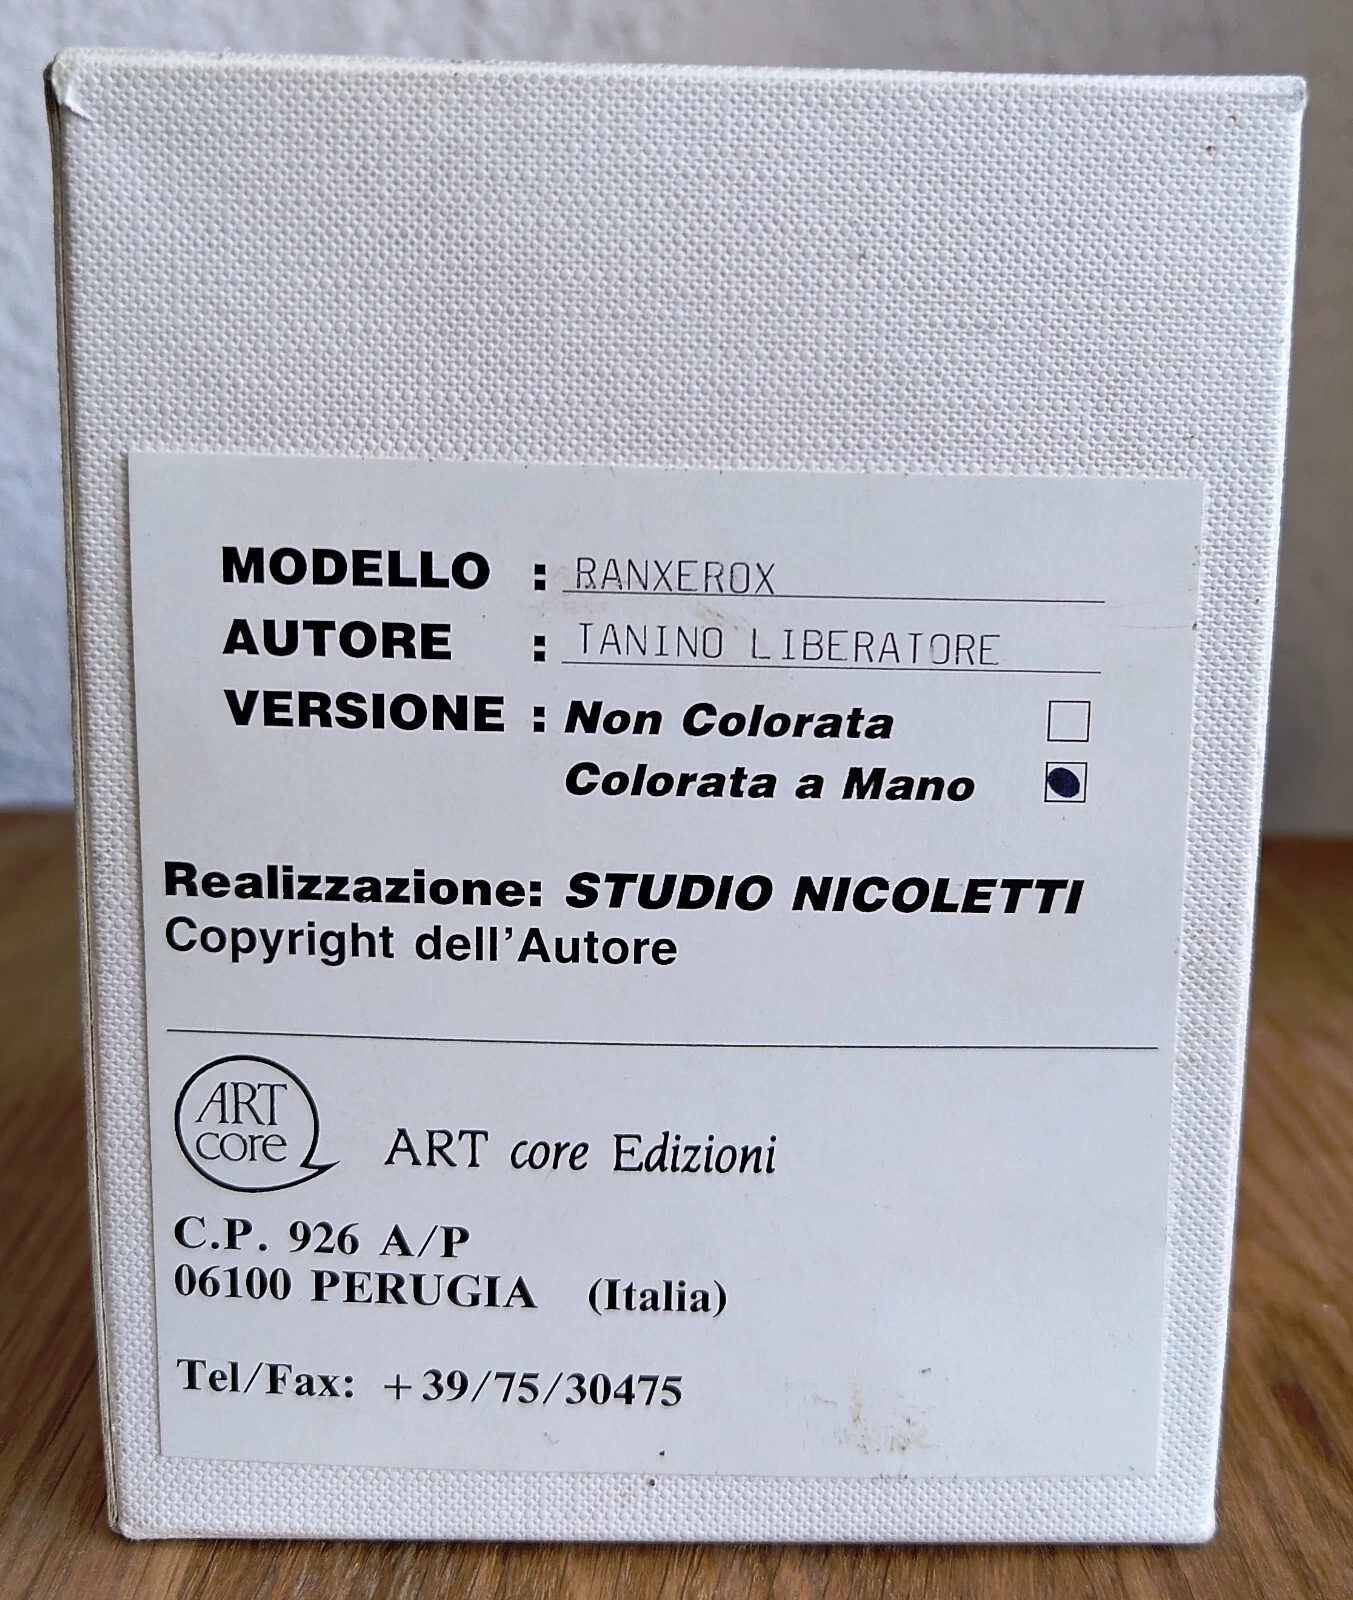 MODELLO : RANXEROX
AUTORE : TANINO LIBERATORE
VERSIONE : Non Colorata
Colorata a Mano
Realizzazione: STUDIO NICOLETTI
Copyright dell'Autore
ART
core
ART core Edizioni
C.P. 926 A/P
06100 PERUGIA (Italia)
Tel/Fax: +39/75/30475